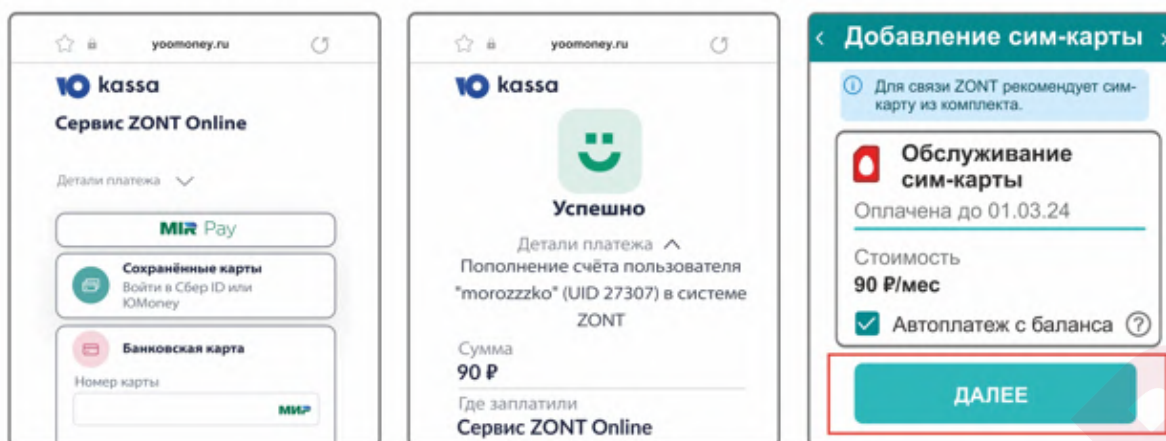 yoomoney.ru
Ю kassa
Сервис ZONT Online
Детали платежа
MIR Pay
Сохранённые карты
Войти в Сбер ID или
ЮMoney
Банковская карта
Номер карты
МИР
yoomoney.ru
Ю kassa
Успешно
Детали платежа
Пополнение счёта пользователя
"morozzzko" (UID 27307) в системе
ZONT
Сумма
90 ₽
Где заплатили
Сервис ZONT Online
Добавление сим-карты
Для связи ZONT рекомендует сим-
карту из комплекта.
Обслуживание
сим-карты
Оплачена до 01.03.24
Стоимость
90 ₽/мес
Автоплатеж с баланса ?
ДАЛЕЕ